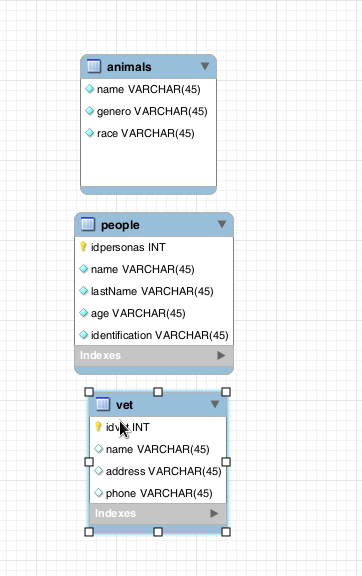 animals
name VARCHAR(45)
genero VARCHAR(45)
race VARCHAR(45)
people
idpersonas INT
name VARCHAR(45)
lastName VARCHAR(45)
age VARCHAR(45)
identification VARCHAR(45)
Indexes
vet
INT
name VARCHAR(45)
address VARCHAR(45)
phone VARCHAR(45)
Indexes